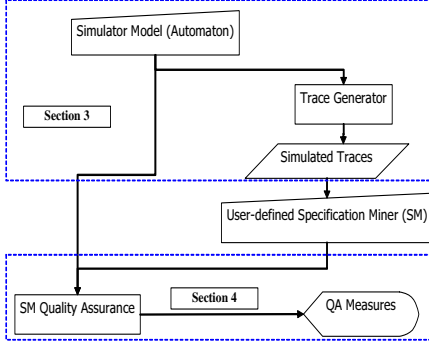 Simulator Model (Automaton)
Section 3
Trace Generator
Simulated Traces
User-defined Specification Miner (SM)
Section 4
SM Quality Assurance
QA Measures